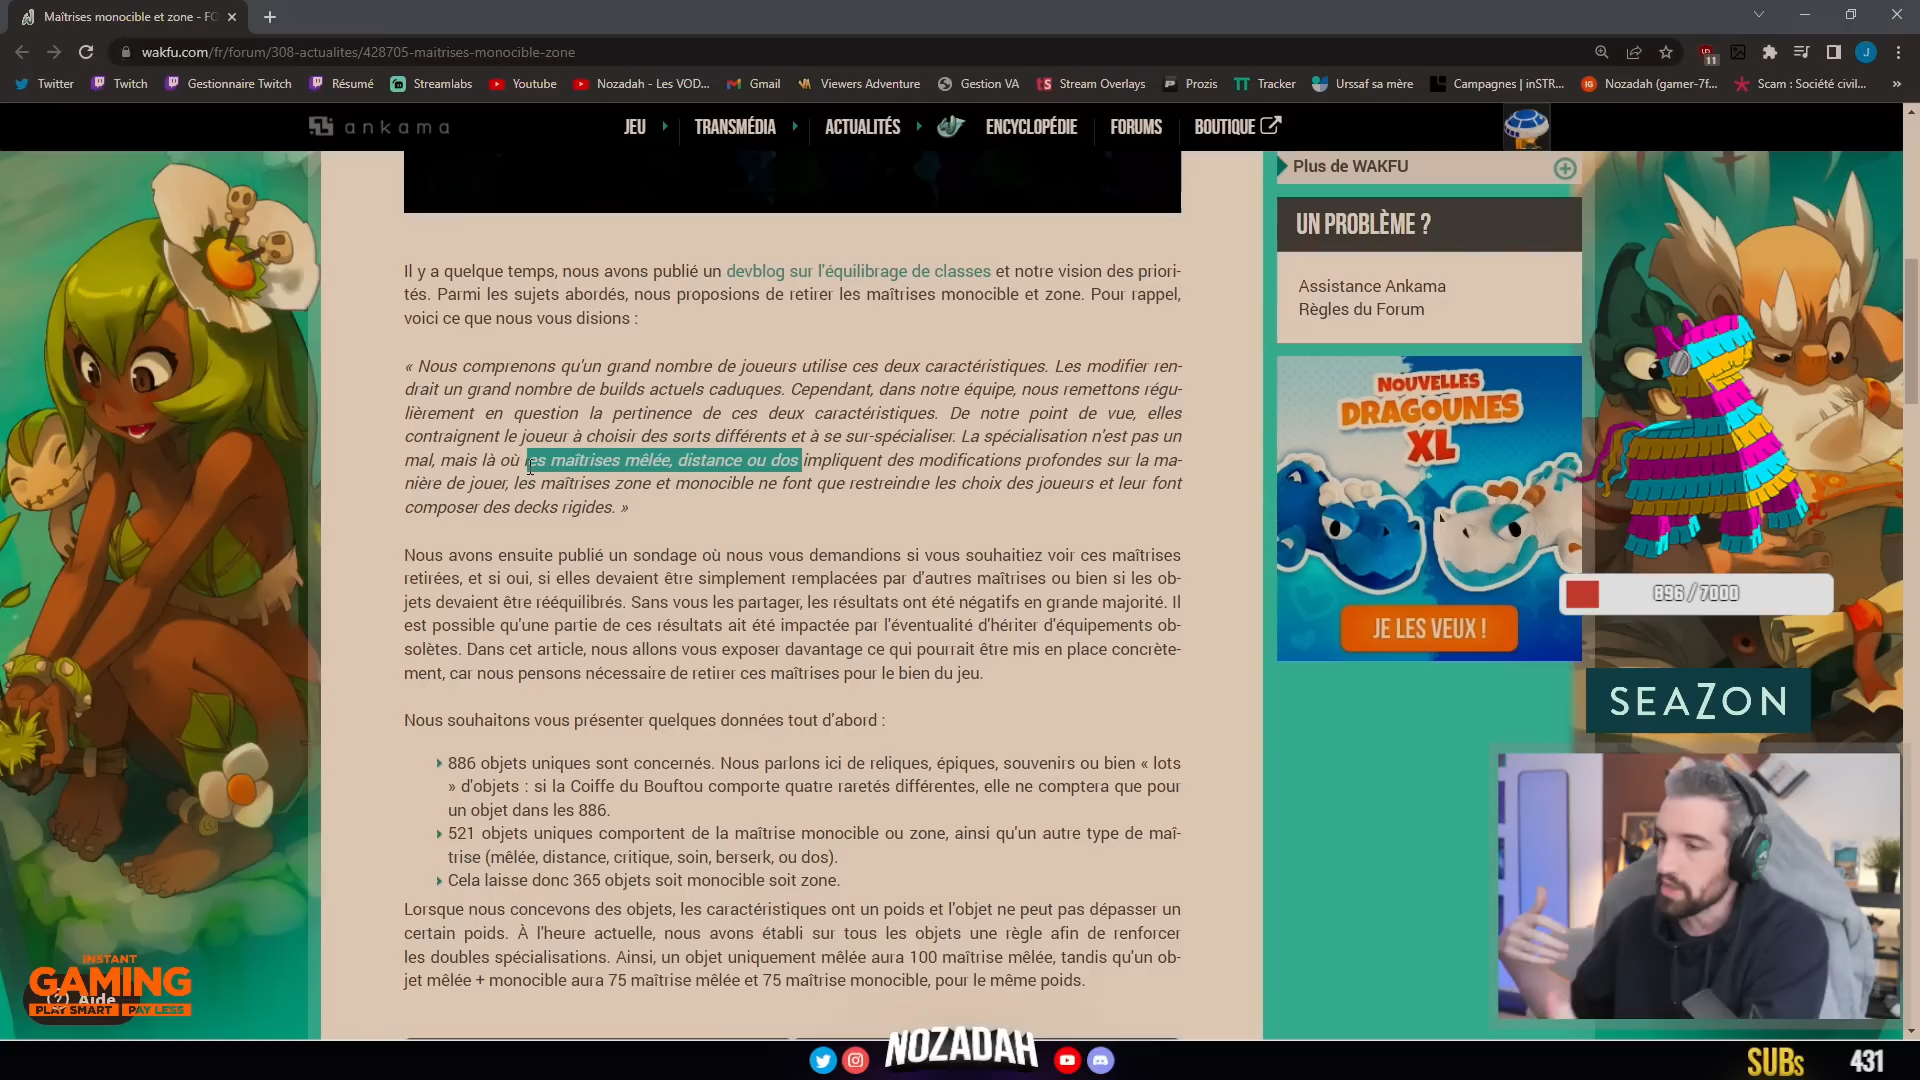 Maîtrises monocible et zone - FO
wakfu.com/fr/forum/308-actualites/428705-maitrises-monocible-zone
11
J
Twitter
Twitch
Gestionnaire Twitch
Résumé
Streamlabs
Youtube
Nozadah - Les VOD...
Gmail
Viewers Adventure
Gestion VA
Stream Overlays
Prozis
Tracker
Urssaf sa mère
Campagnes | inSTR...
Nozadah (gamer-7f...
Scam : Société civil...
»
ankama
JEU
TRANSMÉDIA
ACTUALITÉS
ENCYCLOPÉDIE
FORUMS
BOUTIQUE
Plus de WAKFU
UN PROBLÈME ?
Assistance Ankama
Règles du Forum
Il y a quelque temps, nous avons publié un devblog sur l'équilibrage de classes et notre vision des priori-
tés. Parmi les sujets abordés, nous proposions de retirer les maîtrises monocible et zone. Pour rappel,
voici ce que nous vous disions :
« Nous comprenons qu'un grand nombre de joueurs utilise ces deux caractéristiques. Les modifier ren-
drait un grand nombre de builds actuels caduques. Cependant, dans notre équipe, nous remettons régu-
lièrement en question la pertinence de ces deux caractéristiques. De notre point de vue, elles
contraignent le joueur à choisir des sorts différents et à se sur-spécialiser. La spécialisation n'est pas un
mal, mais là où les maîtrises mêlée, distance ou dos impliquent des modifications profondes sur la ma-
nière de jouer, les maîtrises zone et monocible ne font que restreindre les choix des joueurs et leur font
composer des decks rigides. »
Nous avons ensuite publié un sondage où nous vous demandions si vous souhaitiez voir ces maîtrises
retirées, et si oui, si elles devaient être simplement remplacées par d'autres maîtrises ou bien si les ob-
jets devaient être rééquilibrés. Sans vous les partager, les résultats ont été négatifs en grande majorité. Il
est possible qu'une partie de ces résultats ait été impactée par l'éventualité d'hériter d'équipements ob-
solètes. Dans cet article, nous allons vous exposer davantage ce qui pourrait être mis en place concrète-
ment, car nous pensons nécessaire de retirer ces maîtrises pour le bien du jeu.
Nous souhaitons vous présenter quelques données tout d'abord :
886 objets uniques sont concernés. Nous parlons ici de reliques, épiques, souvenirs ou bien « lots
» d'objets : si la Coiffe du Bouftou comporte quatre raretés différentes, elle ne comptera que pour
un objet dans les 886.
521 objets uniques comportent de la maîtrise monocible ou zone, ainsi qu'un autre type de maî-
trise (mêlée, distance, critique, soin, berserk, ou dos).
Cela laisse donc 365 objets soit monocible soit zone.
Lorsque nous concevons des objets, les caractéristiques ont un poids et l'objet ne peut pas dépasser un
certain poids. À l'heure actuelle, nous avons établi sur tous les objets une règle afin de renforcer
les doubles spécialisations. Ainsi, un objet uniquement mêlée aura 100 maîtrise mêlée, tandis qu'un ob-
jet mêlée + monocible aura 75 maîtrise mêlée et 75 maîtrise monocible, pour le même poids.
NOUVELLES
DRAGOUNES
XL
JE LES VEUX !
896 / 7000
SEAZON
INSTANT
GAMING
Aide
PLAY SMART
PAY LESS
NOZADAH
SUBs
431